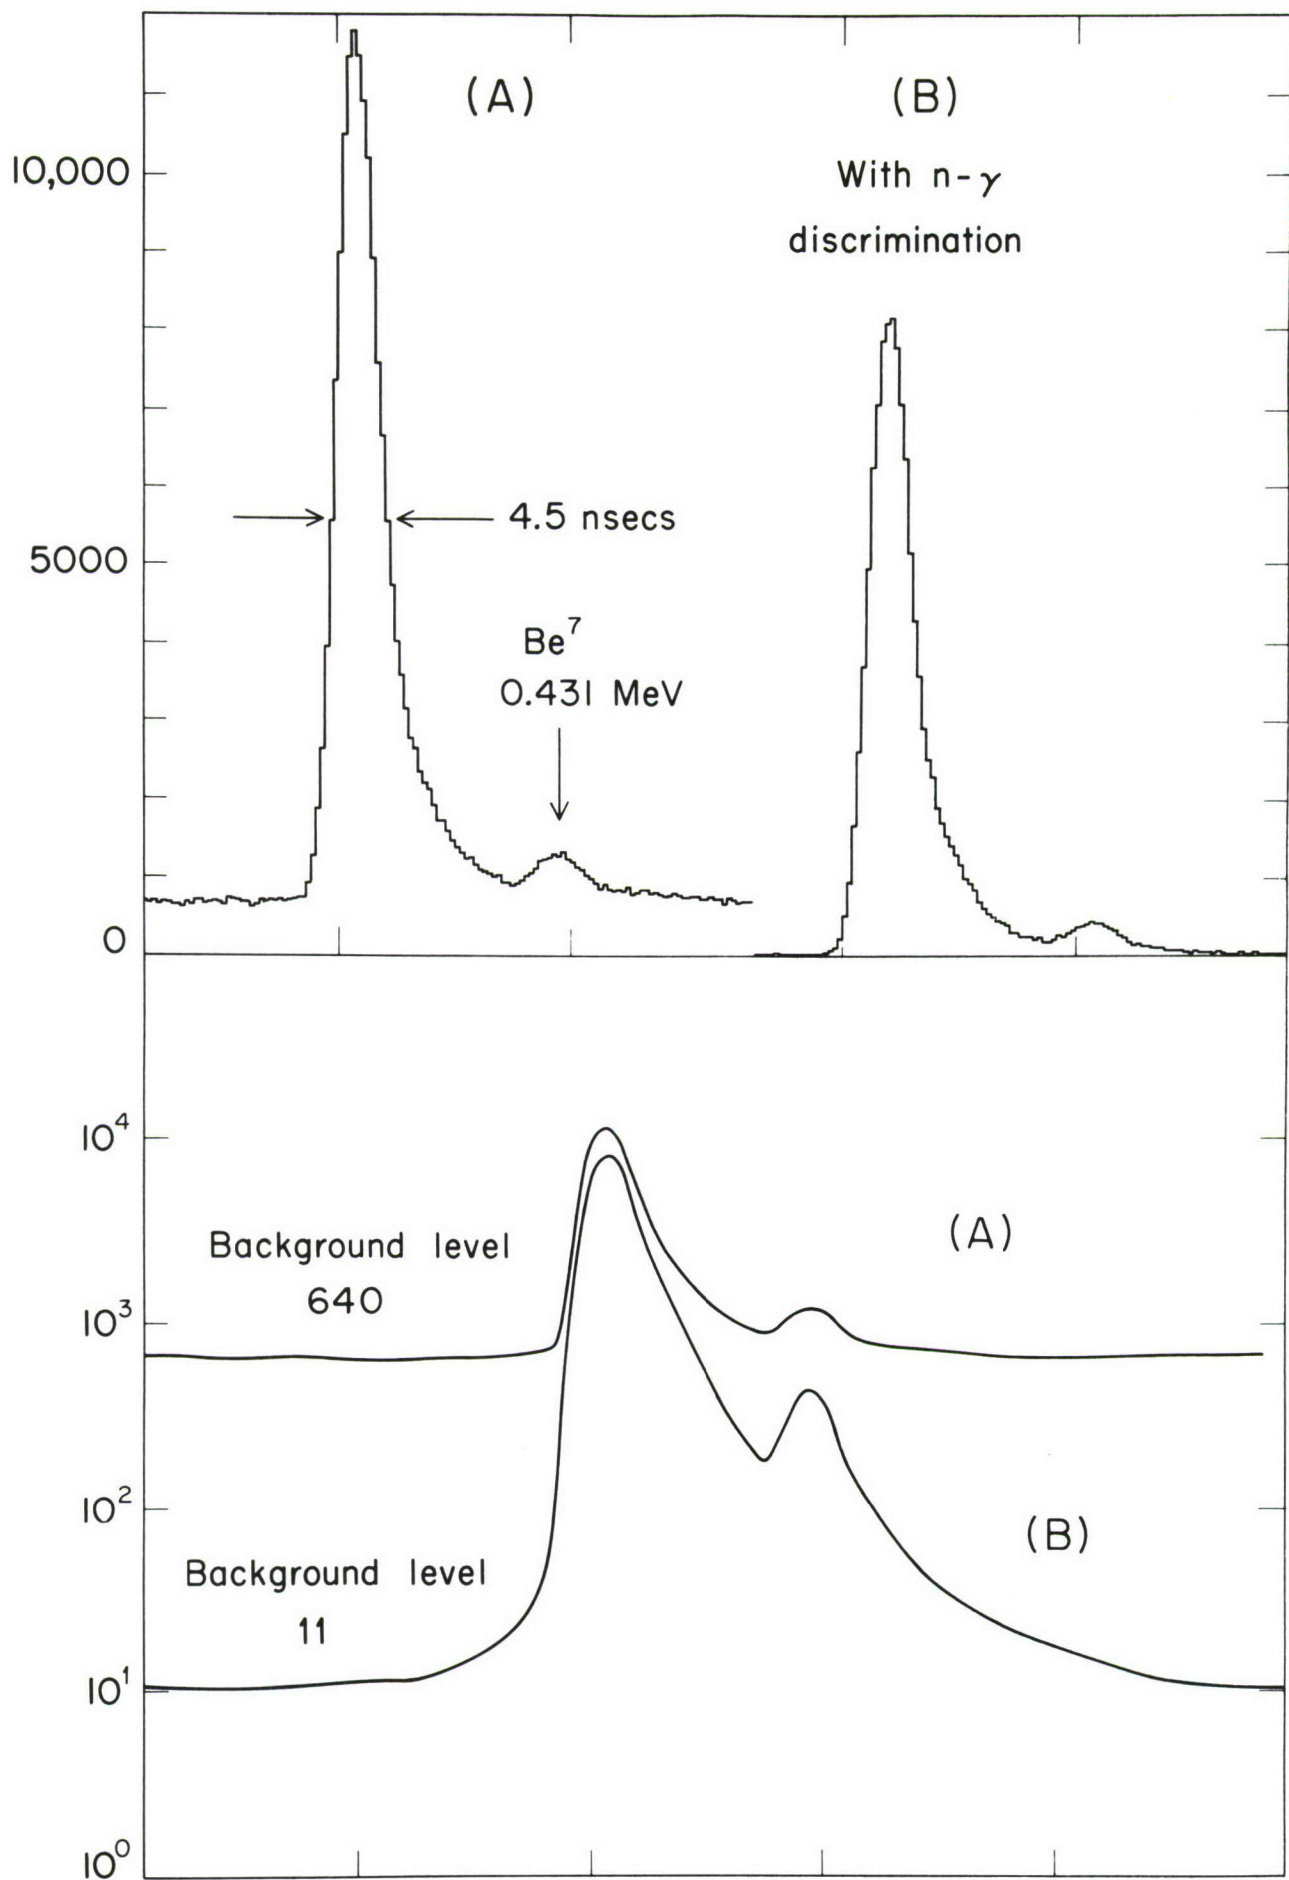 (A)
(B)
10,000
With n-γ
discrimination
4.5 nsecs
5000
Be⁷
0.431 MeV
0
10⁴
Background level
640
(A)
10³
10²
(B)
Background level
11
10¹
10⁰